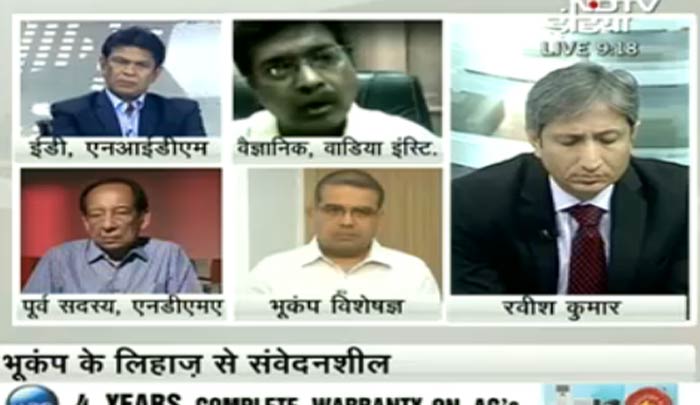 NDTV
इंडिया
LIVE 9:18
ईडी, एनआईडीएम
वैज्ञानिक, वाडिया इंस्टि.
पूर्व सदस्य, एनडीएमए
भूकंप विशेषज्ञ
रवीश कुमार
भूकंप के लिहाज़ से संवेदनशील
4 YEARS COMPLETE WARRANTY ON AC's